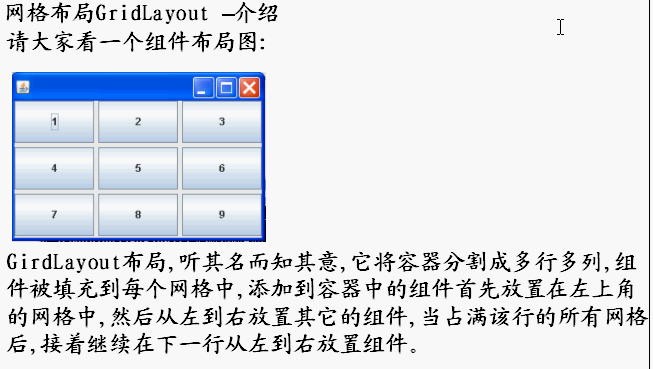 网格布局GridLayout –介绍
请大家看一个组件布局图:
1 2 3
4 5 6
7 8 9
GirdLayout布局,听其名而知其意,它将容器分割成多行多列,组
件被填充到每个网格中,添加到容器中的组件首先放置在左上角
的网格中,然后从左到右放置其它的组件,当占满该行的所有网格
后,接着继续在下一行从左到右放置组件。